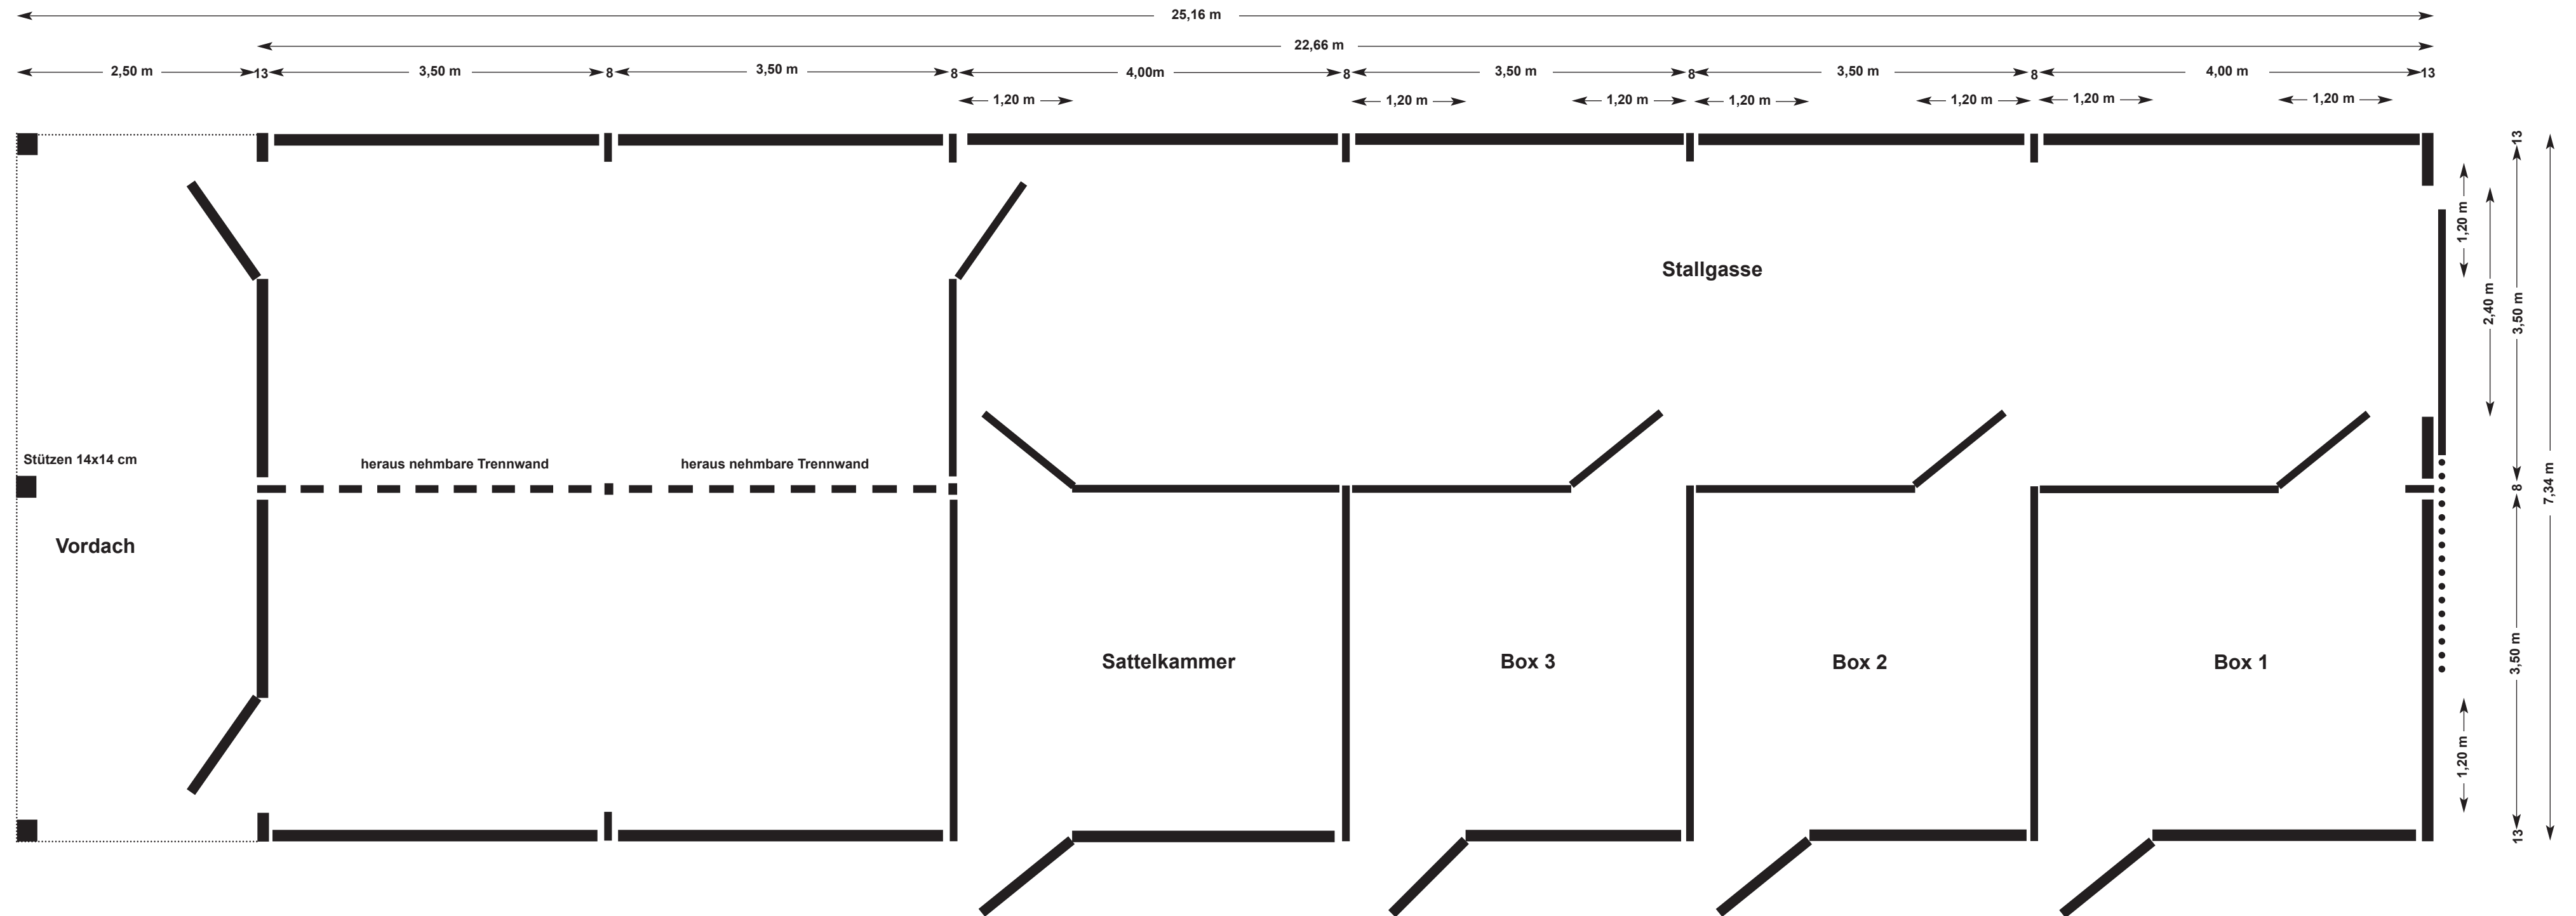 25,16 m
22,66 m
2,50 m 13 3,50 m 8 3,50 m 8 4,00m 8 3,50 m 8 3,50 m 8 4,00 m 13
1,20 m 1,20 m 1,20 m 1,20 m 1,20 m 1,20 m 1,20 m
13
1,20 m
2,40 m
3,50 m
Stallgasse
Stützen 14x14 cm
heraus nehmbare Trennwand heraus nehmbare Trennwand
8
7,34 m
Vordach
Sattelkammer
Box 3
Box 2
Box 1
3,50 m
1,20 m
13